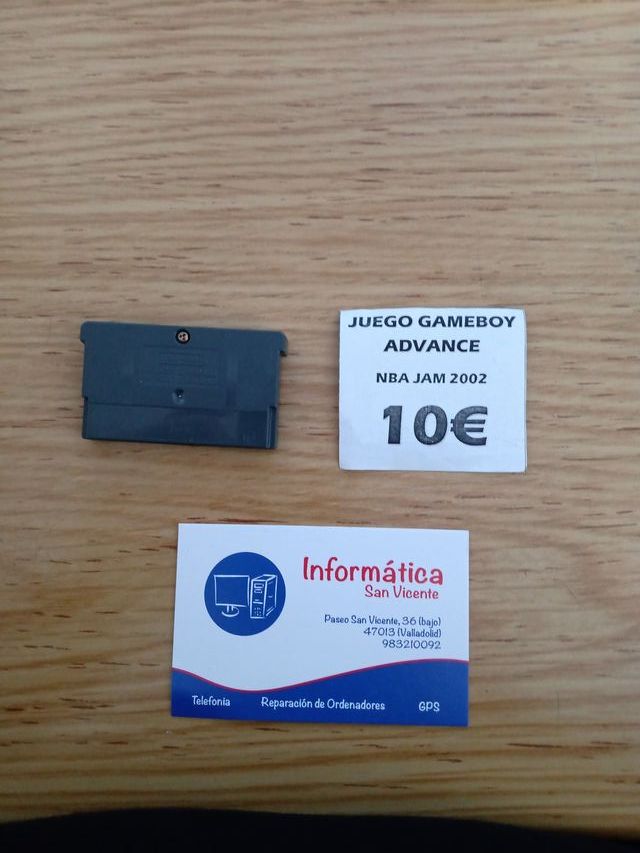 JUEGO GAMEBOY
ADVANCE
NBA JAM 2002
10€
Informática
San Vicente
Paseo San Vicente, 36 (bajo)
47013 (Valladolid)
983210092
Telefonia
Reparación de Ordenadores
GPS